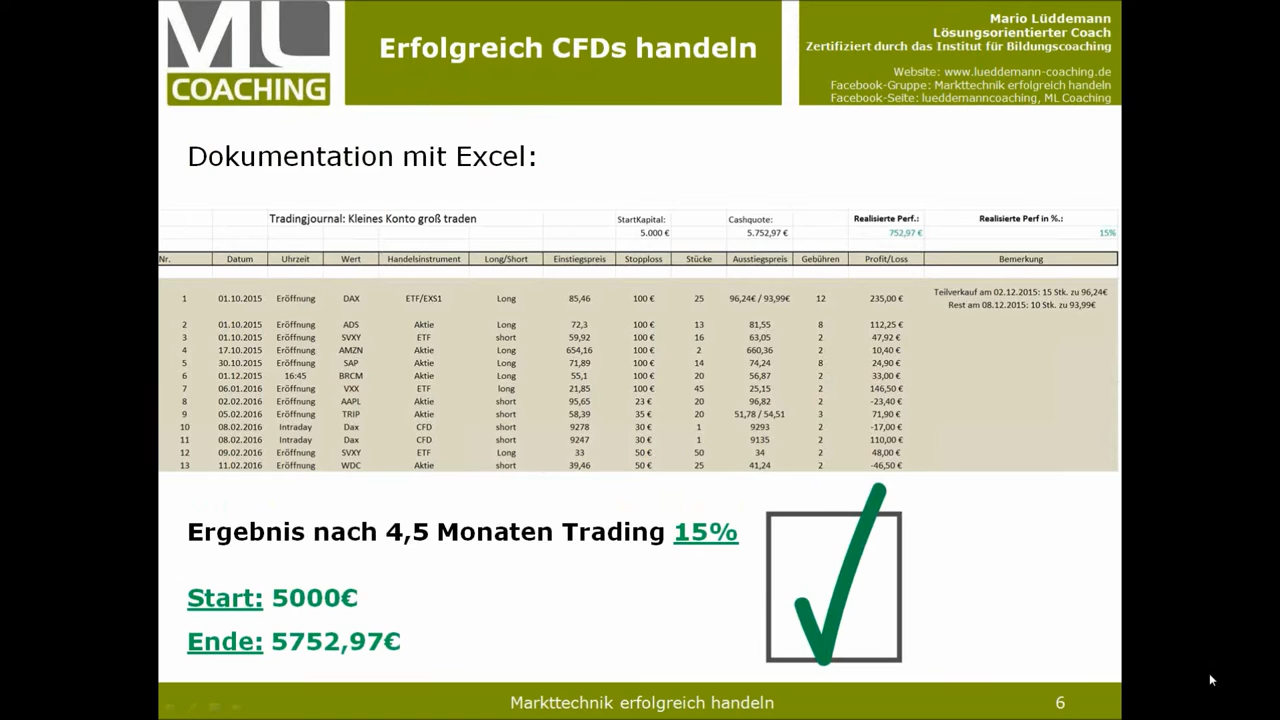 ML
COACHING
Erfolgreich CFDs handeln
Mario Lüddemann
Lösungsorientierter Coach
Zertifiziert durch das Institut für Bildungscoaching
Website: www.lueddemann-coaching.de
Facebook-Gruppe: Markttechnik erfolgreich handeln
Facebook-Seite: lueddemanncoaching, ML Coaching
Dokumentation mit Excel:
Tradingjournal: Kleines Konto groß traden StartKapital: Cashquote: Realisierte Perf.: Realisierte Perf in %.:
5.000 € 5.752,97 € 752,97 € 15%
Nr. Datum Uhrzeit Wert Handelsinstrument Long/Short Einstiegspreis Stopploss Stücke Ausstiegspreis Gebühren Profit/Loss Bemerkung
1 01.10.2015 Eröffnung DAX ETF/EXS1 Long 85,46 100 € 25 96,24€ / 93,99€ 12 235,00 € Teilverkauf am 02.12.2015: 15 Stk. zu 96,24€
Rest am 08.12.2015: 10 Stk. zu 93,99€
2 01.10.2015 Eröffnung ADS Aktie Long 72,3 100 € 13 81,55 8 112,25 €
3 01.10.2015 Eröffnung SVXY ETF short 59,92 100 € 16 63,05 2 47,92 €
4 17.10.2015 Eröffnung AMZN Aktie Long 654,16 100 € 2 660,36 2 10,40 €
5 30.10.2015 Eröffnung SAP Aktie Long 71,89 100 € 14 74,24 8 24,90 €
6 01.12.2015 16:45 BRCM Aktie Long 55,1 100 € 20 56,87 2 33,00 €
7 06.01.2016 Eröffnung VXX ETF long 21,85 100 € 45 25,15 2 146,50 €
8 02.02.2016 Eröffnung AAPL Aktie short 95,65 23 € 20 96,82 2 -23,40 €
9 05.02.2016 Eröffnung TRIP Aktie short 58,39 35 € 20 51,78 / 54,51 3 71,90 €
10 08.02.2016 Intraday Dax CFD short 9278 30 € 1 9293 2 -17,00 €
11 08.02.2016 Intraday Dax CFD short 9247 30 € 1 9135 2 110,00 €
12 09.02.2016 Eröffnung SVXY ETF Long 33 50 € 50 34 2 48,00 €
13 11.02.2016 Eröffnung WDC Aktie short 39,46 50 € 25 41,24 2 -46,50 €
Ergebnis nach 4,5 Monaten Trading 15%
Start: 5000€
Ende: 5752,97€
Markttechnik erfolgreich handeln 6